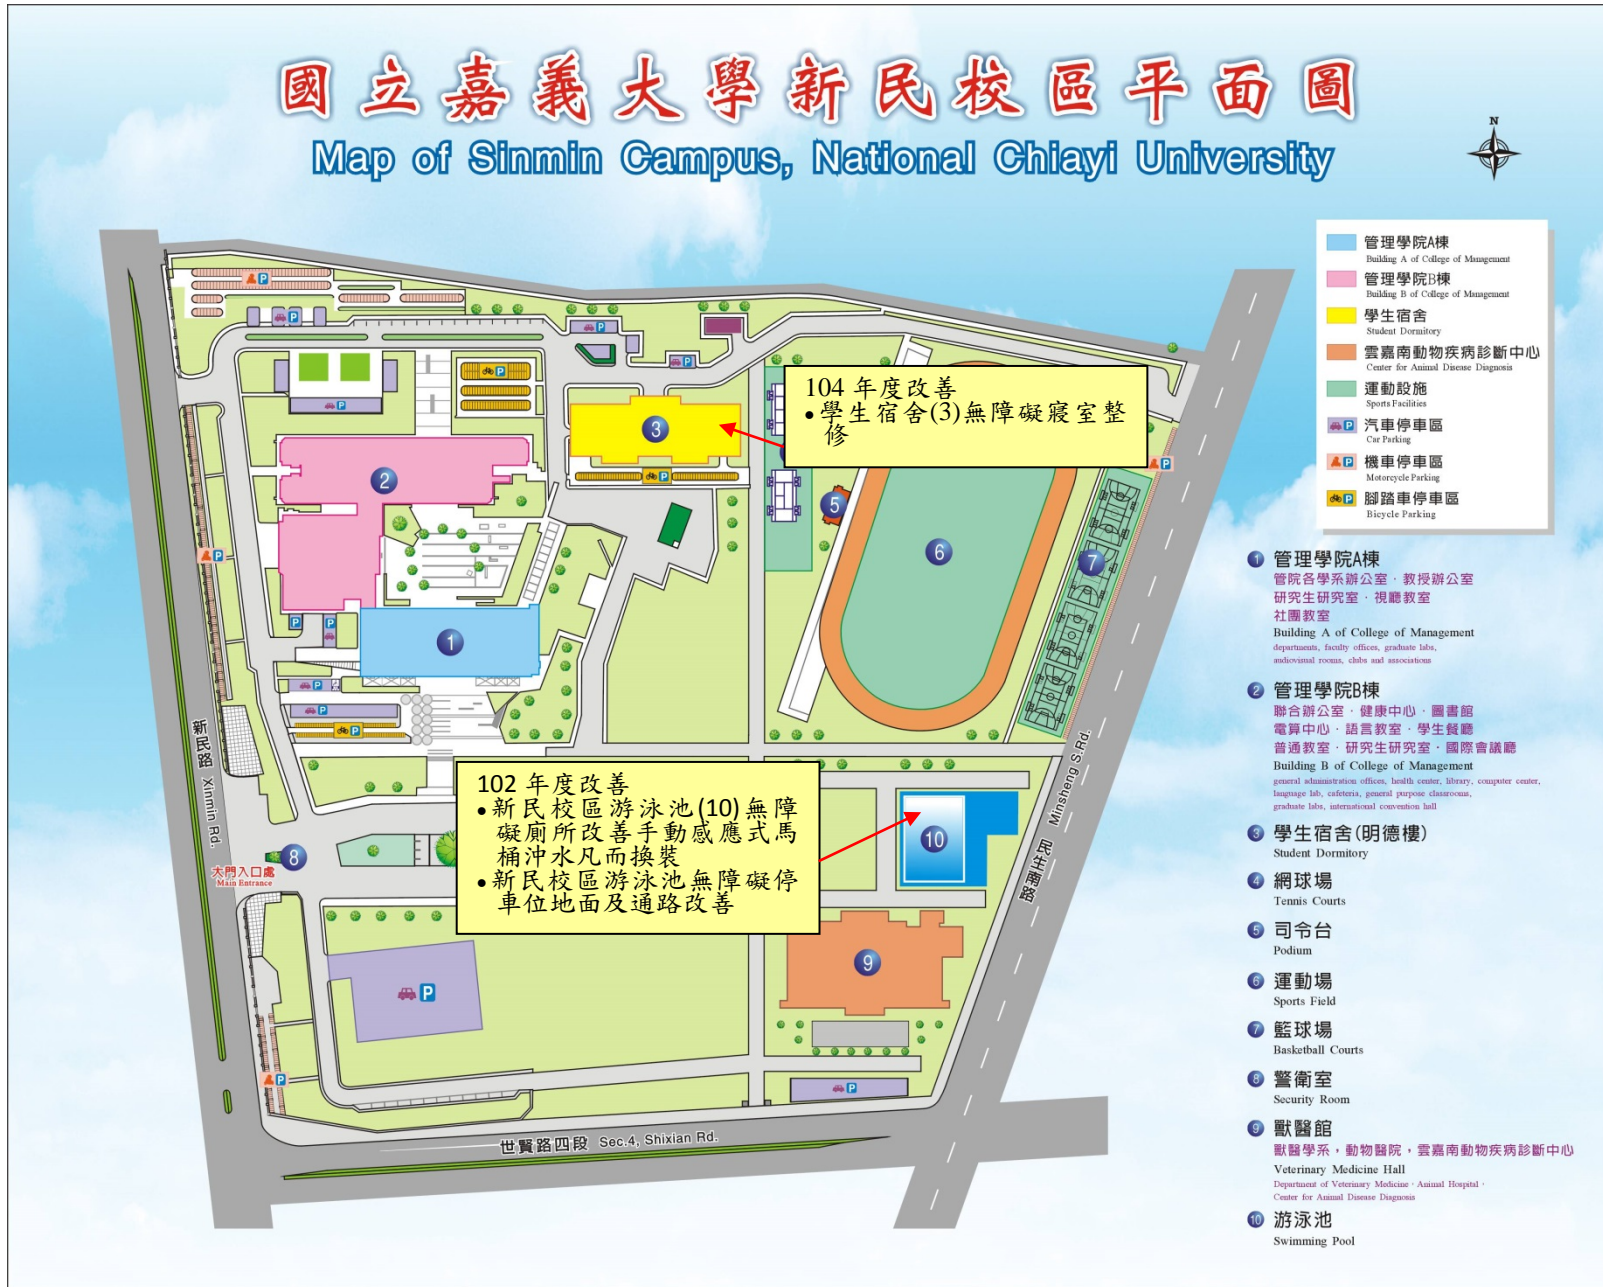 國立嘉義大學新民校區平面圖
Map of Sinmin Campus, National Chiayi University
N
管理學院A棟
Building A of College of Management
管理學院B棟
Building B of College of Management
學生宿舍
Student Dormitory
雲嘉南動物疾病診斷中心
Center for Animal Disease Diagnosis
運動設施
Sports Facilities
P 汽車停車區
Car Parking
P 機車停車區
Motorcycle Parking
P 腳踏車停車區
Bicycle Parking
104 年度改善
•學生宿舍(3)無障礙寢室整
修
102 年度改善
•新民校區游泳池(10)無障
礙廁所改善手動感應式馬
桶沖水凡而換裝
•新民校區游泳池無障礙停
車位地面及通路改善
P
P
P
P
P
3
P
P
2
5
6
7
P
P
P
1
P
P
P
新民路 Xinmin Rd.
民生南路 Minsheng S.Rd.
8
大門入口處
Main Entrance
10
9
P
P
P
世賢路四段 Sec.4, Shixian Rd.
1 管理學院A棟
管院各學系辦公室‧教授辦公室
研究生研究室‧視聽教室
社團教室
Building A of College of Management
departments, faculty offices, graduate labs,
audiovisual rooms, clubs and associations
2 管理學院B棟
聯合辦公室‧健康中心‧圖書館
電算中心‧語言教室‧學生餐廳
普通教室‧研究生研究室‧國際會議廳
Building B of College of Management
general administration offices, health center, library, computer center,
language lab, cafeteria, general purpose classrooms,
graduate labs, international convention hall
3 學生宿舍(明德樓)
Student Dormitory
4 網球場
Tennis Courts
5 司令台
Podium
6 運動場
Sports Field
7 籃球場
Basketball Courts
8 警衛室
Security Room
9 獸醫館
獸醫學系，動物醫院，雲嘉南動物疾病診斷中心
Veterinary Medicine Hall
Department of Veterinary Medicine，Animal Hospital，
Center for Animal Disease Diagnosis
10 游泳池
Swimming Pool